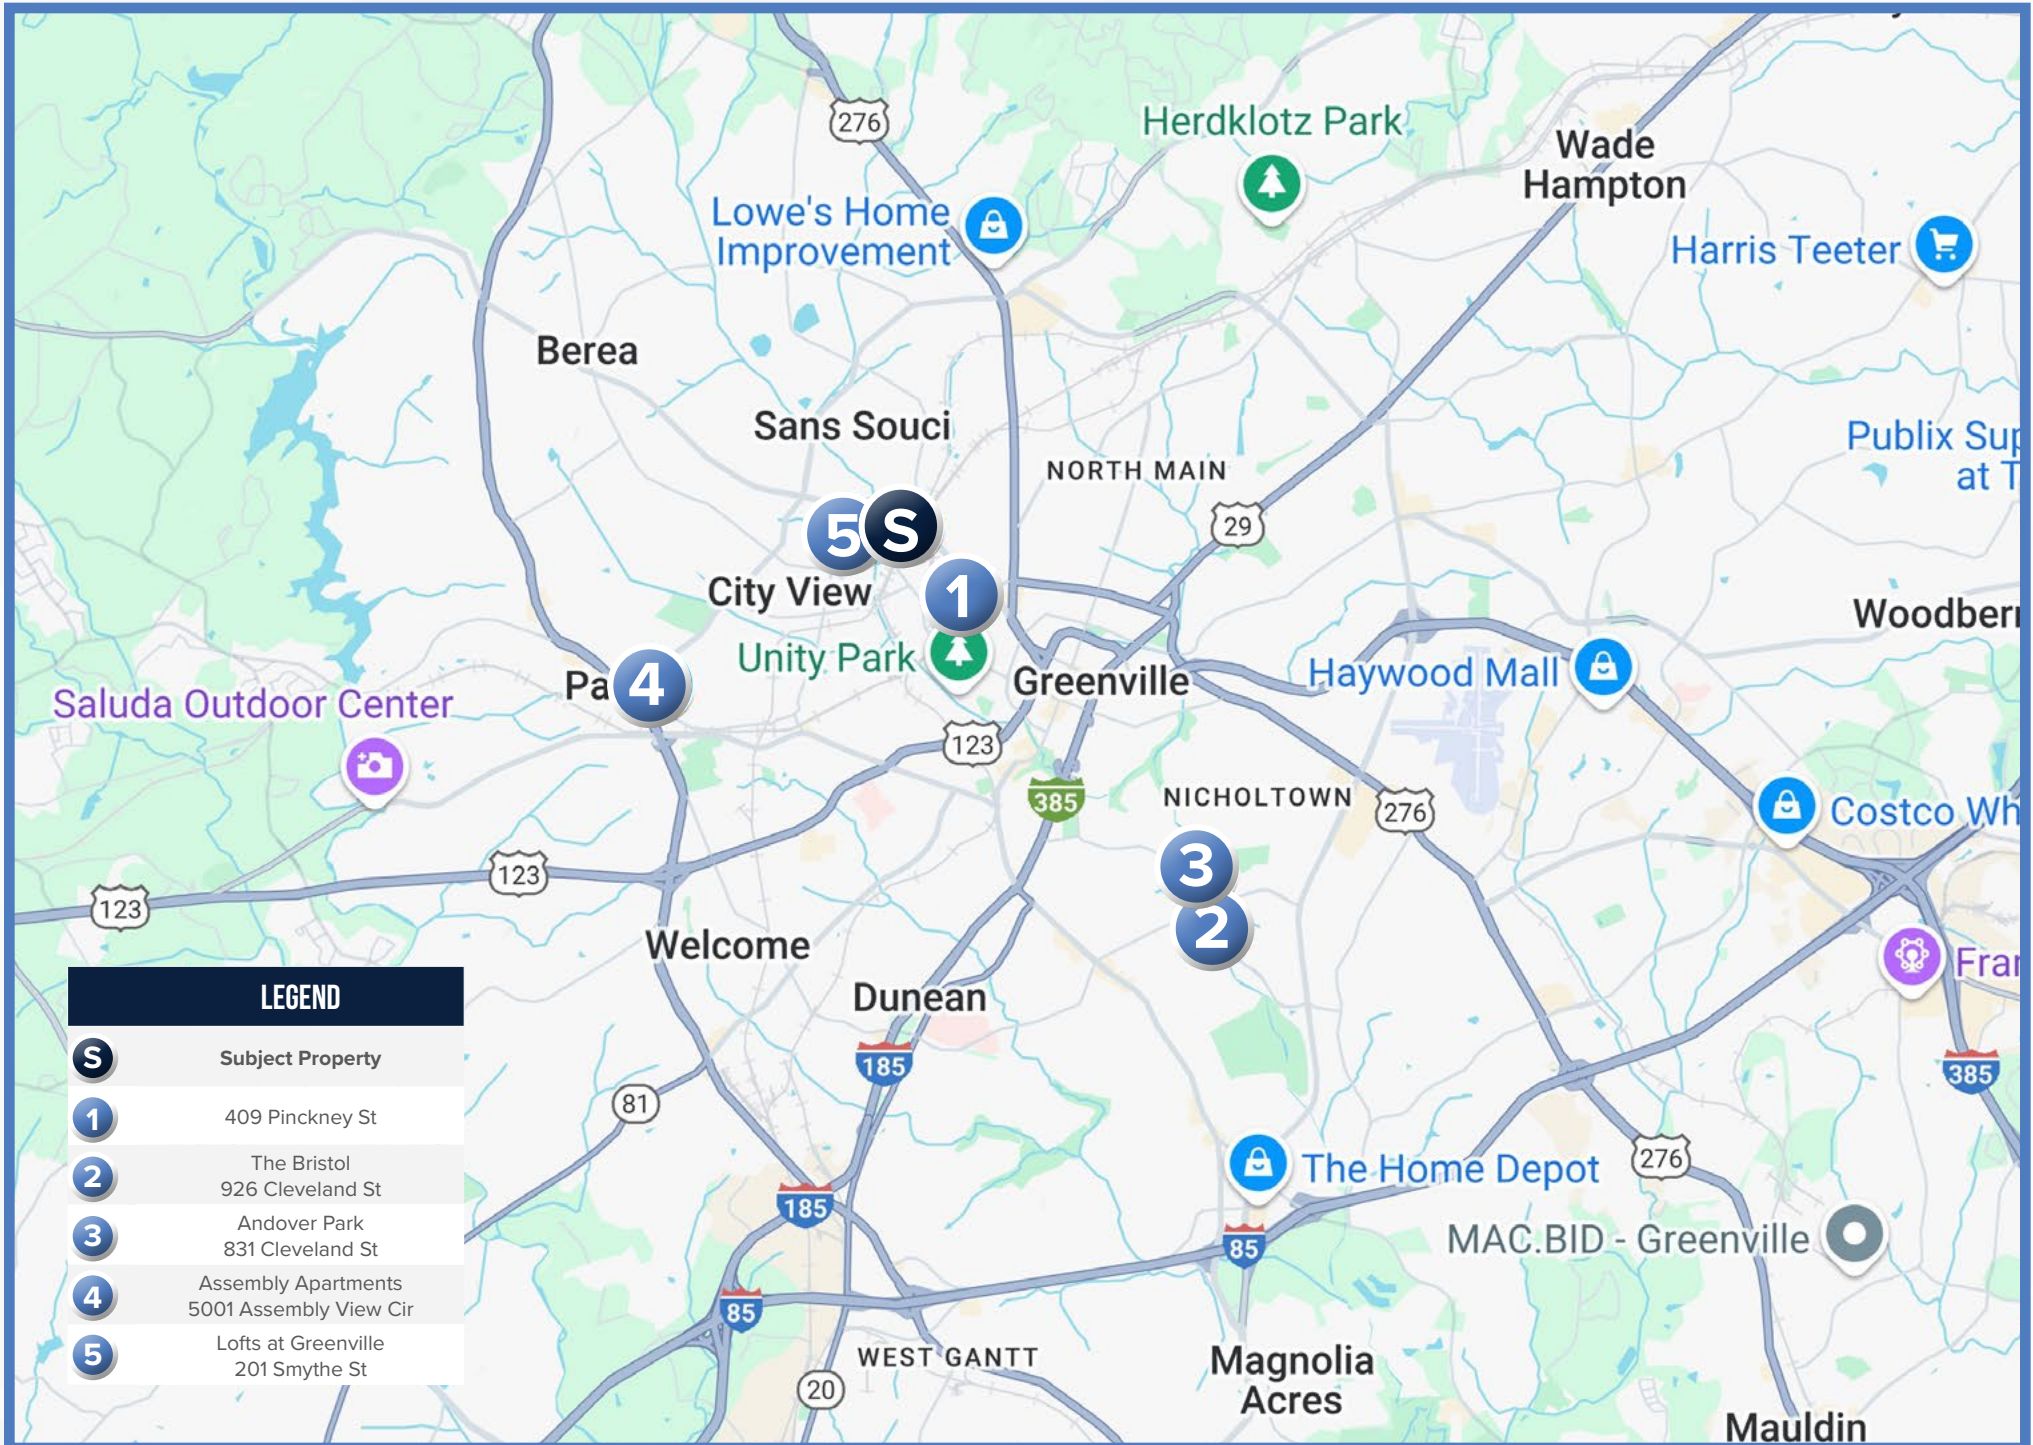 276
Herdklotz Park
Wade
Hampton
Lowe's Home
Improvement
Harris Teeter
Berea
Sans Souci
Publix Sup
at T
NORTH MAIN
29
5
S
1
City View
Woodber
Unity Park
Greenville
Haywood Mall
Pa
4
Saluda Outdoor Center
123
385
NICHOLTOWN
276
Costco Wh
3
123
123
2
Welcome
Fran
Dunean
LEGEND
S
Subject Property
1
409 Pinckney St
2
The Bristol
926 Cleveland St
3
Andover Park
831 Cleveland St
4
Assembly Apartments
5001 Assembly View Cir
5
Lofts at Greenville
201 Smythe St
185
385
81
The Home Depot
276
185
85
MAC.BID - Greenville
85
WEST GANTT
Magnolia
Acres
20
Mauldin